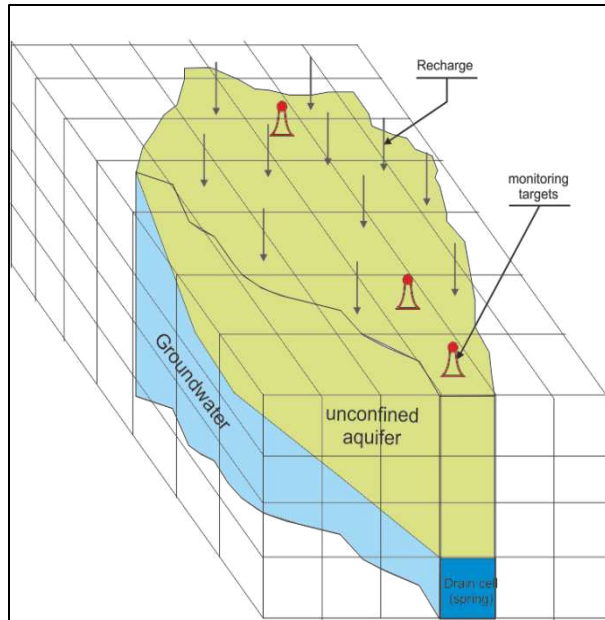 Recharge
monitoring
targets
Groundwater
unconfined
aquifer
Drain cell
(spring)